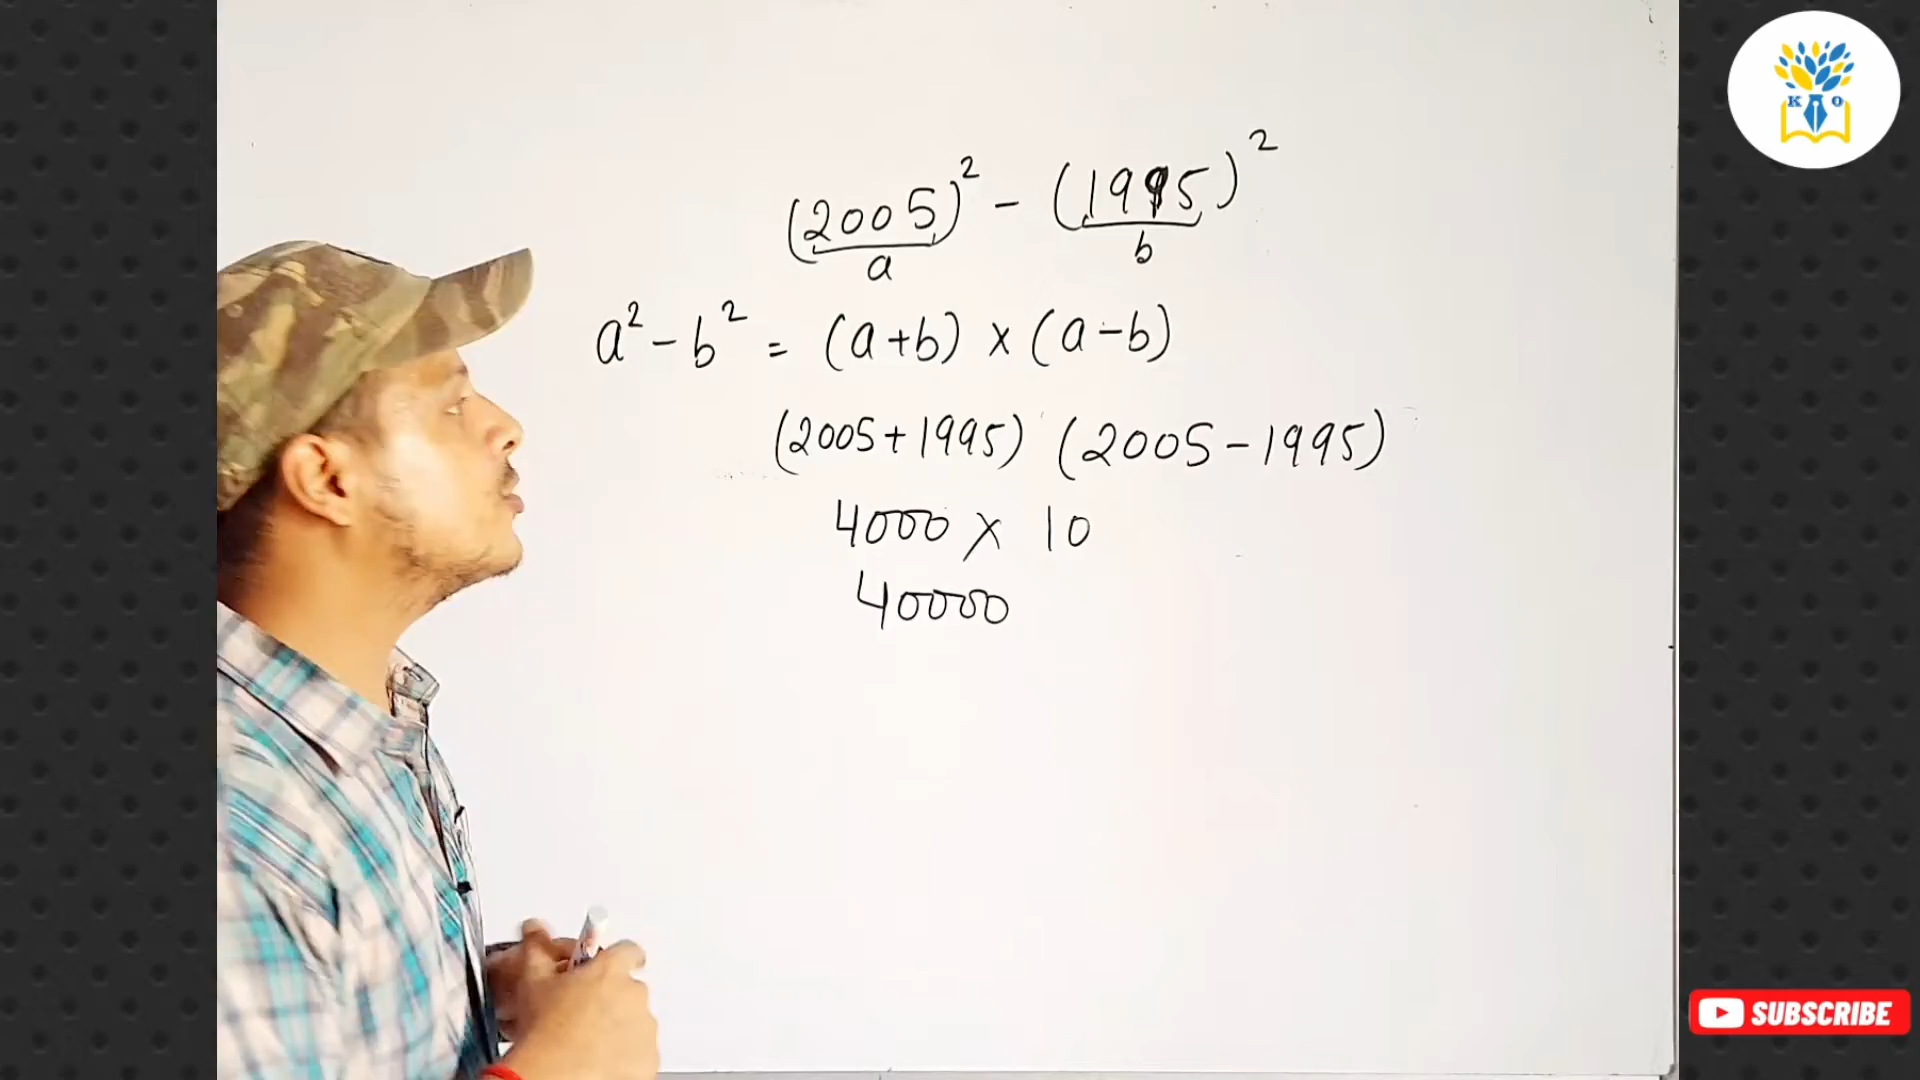 K O
(2005)² - (1995)²
a b
a² - b² = (a+b) × (a-b)
(2005+1995) (2005-1995)
4000 × 10
40000
SUBSCRIBE